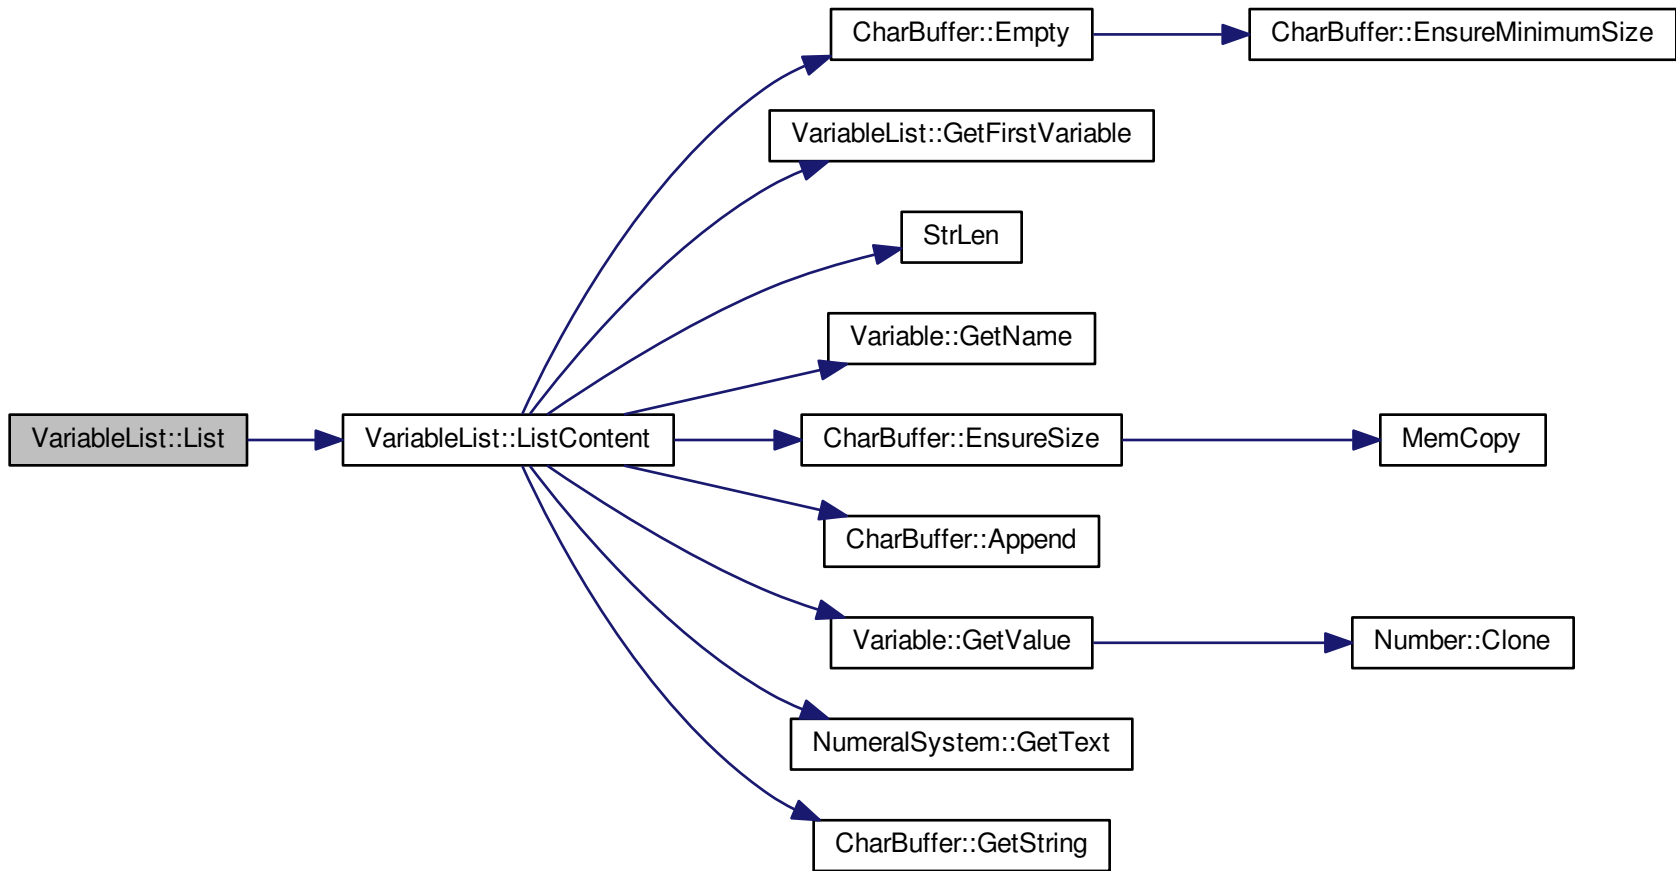 CharBuffer::Empty
CharBuffer::EnsureMinimumSize
VariableList::GetFirstVariable
StrLen
Variable::GetName
VariableList::List
VariableList::ListContent
CharBuffer::EnsureSize
MemCopy
CharBuffer::Append
Variable::GetValue
Number::Clone
NumeralSystem::GetText
CharBuffer::GetString